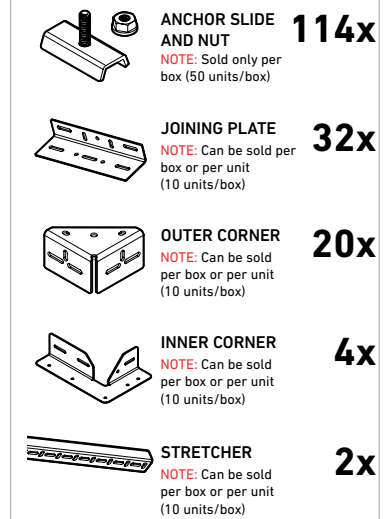 ANCHOR SLIDE
AND NUT
114x
NOTE: Sold only per
box (50 units/box)
JOINING PLATE
32x
NOTE: Can be sold per
box or per unit
(10 units/box)
OUTER CORNER
20x
NOTE: Can be sold
per box or per unit
(10 units/box)
INNER CORNER
4x
NOTE: Can be sold
per box or per unit
(10 units/box)
STRETCHER
2x
NOTE: Can be sold
per box or per unit
(10 units/box)